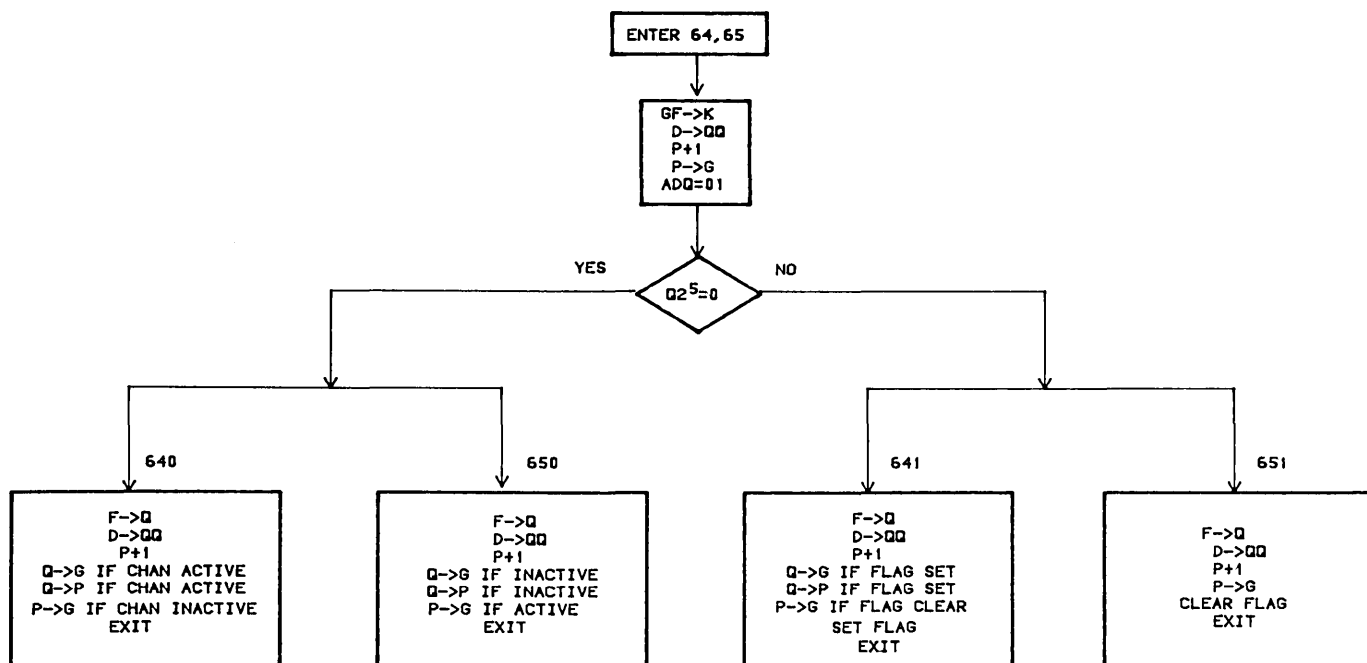 ENTER 64,65
GF->K
D->QQ
P+1
P->G
ADQ=01
YES
NO
Q2⁵=0
640
F->Q
D->QQ
P+1
Q->G IF CHAN ACTIVE
Q->P IF CHAN ACTIVE
P->G IF CHAN INACTIVE
EXIT
650
F->Q
D->QQ
P+1
Q->G IF INACTIVE
Q->P IF INACTIVE
P->G IF ACTIVE
EXIT
641
F->Q
D->QQ
P+1
Q->G IF FLAG SET
Q->P IF FLAG SET
P->G IF FLAG CLEAR
SET FLAG
EXIT
651
F->Q
D->QQ
P+1
P->G
CLEAR FLAG
EXIT